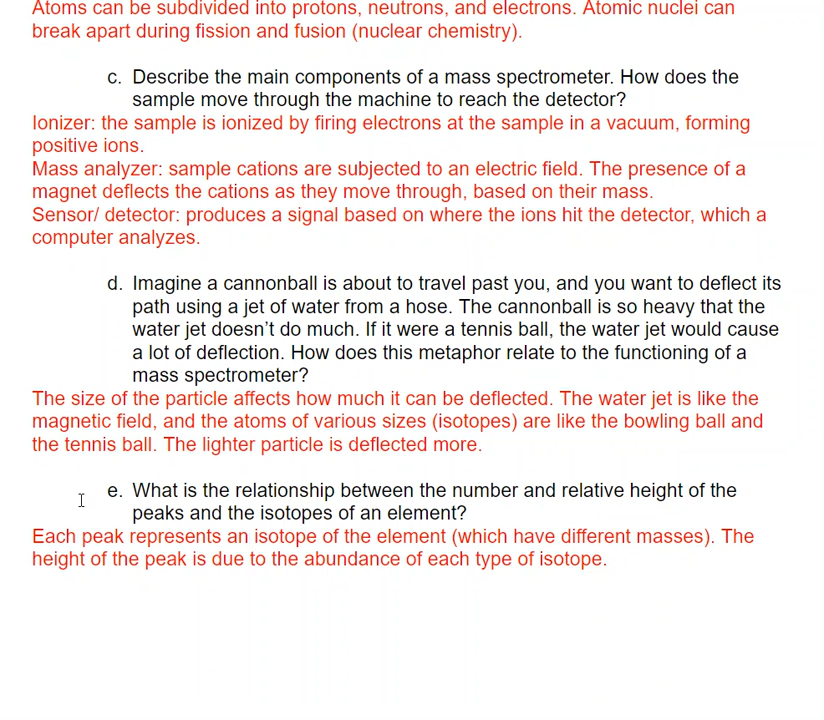 Atoms can be subdivided into protons, neutrons, and electrons. Atomic nuclei can
break apart during fission and fusion (nuclear chemistry).
c. Describe the main components of a mass spectrometer. How does the
sample move through the machine to reach the detector?
Ionizer: the sample is ionized by firing electrons at the sample in a vacuum, forming
positive ions.
Mass analyzer: sample cations are subjected to an electric field. The presence of a
magnet deflects the cations as they move through, based on their mass.
Sensor/ detector: produces a signal based on where the ions hit the detector, which a
computer analyzes.
d. Imagine a cannonball is about to travel past you, and you want to deflect its
path using a jet of water from a hose. The cannonball is so heavy that the
water jet doesn't do much. If it were a tennis ball, the water jet would cause
a lot of deflection. How does this metaphor relate to the functioning of a
mass spectrometer?
The size of the particle affects how much it can be deflected. The water jet is like the
magnetic field, and the atoms of various sizes (isotopes) are like the bowling ball and
the tennis ball. The lighter particle is deflected more.
e. What is the relationship between the number and relative height of the
peaks and the isotopes of an element?
Each peak represents an isotope of the element (which have different masses). The
height of the peak is due to the abundance of each type of isotope.